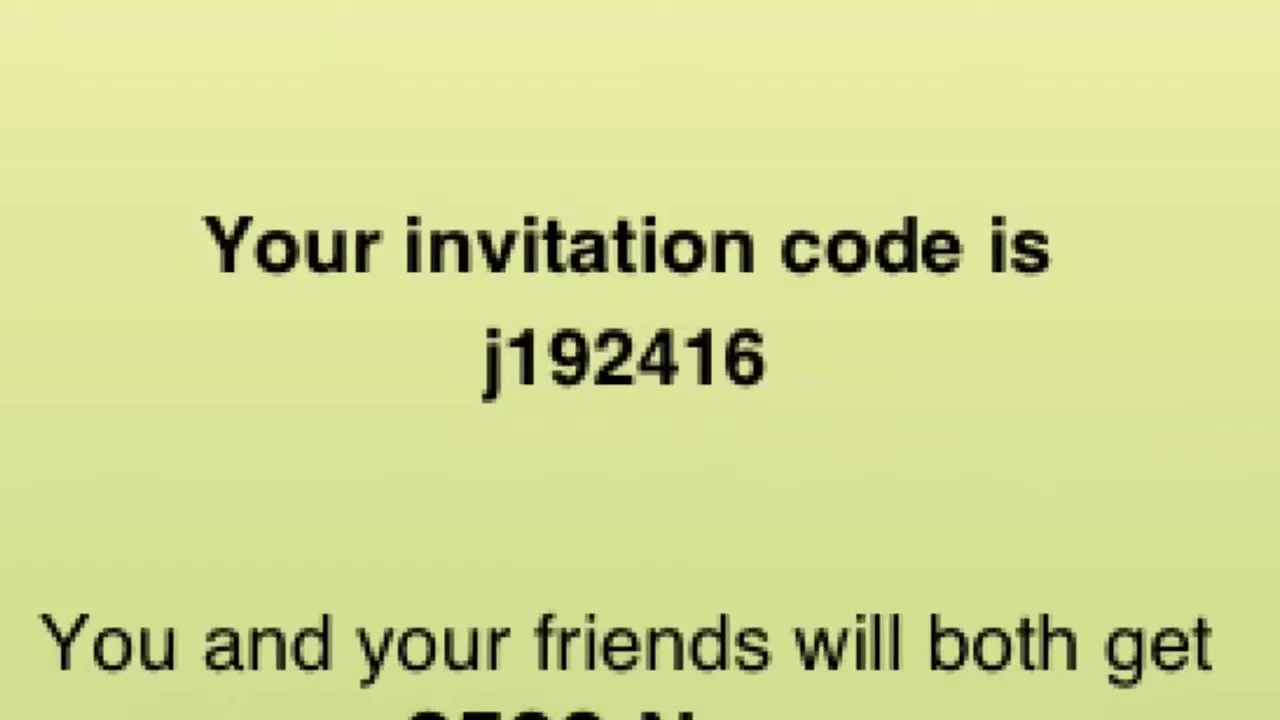 Your invitation code is
j192416
You and your friends will both get